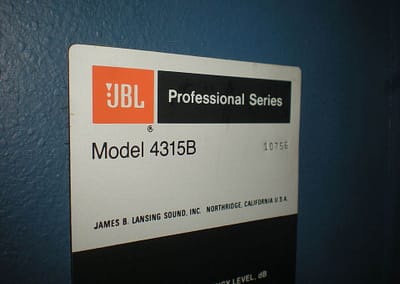 JBL Professional Series
®
Model 4315B 10756
JAMES B. LANSING SOUND, INC. NORTHRIDGE, CALIFORNIA U.S.A.
LEVEL, dB